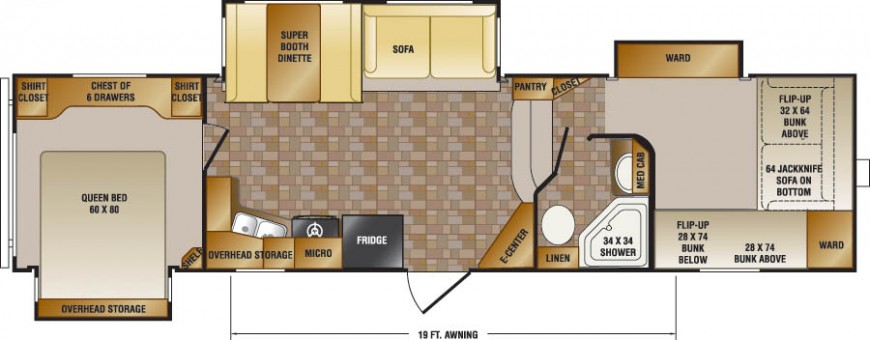 SHIRT
CLOSET
CHEST OF
6 DRAWERS
SHIRT
CLOSET
QUEEN BED
60 X 80
SHELF
OVERHEAD STORAGE
SUPER
BOOTH
DINETTE
SOFA
OVERHEAD STORAGE
MICRO
FRIDGE
PANTRY
CLOSET
E-CENTER
MED CAB
LINEN
34 X 34
SHOWER
WARD
FLIP-UP
32 X 64
BUNK
ABOVE
64 JACKKNIFE
SOFA ON
BOTTOM
FLIP-UP
28 X 74
BUNK
BELOW
28 X 74
BUNK ABOVE
WARD
19 FT. AWNING